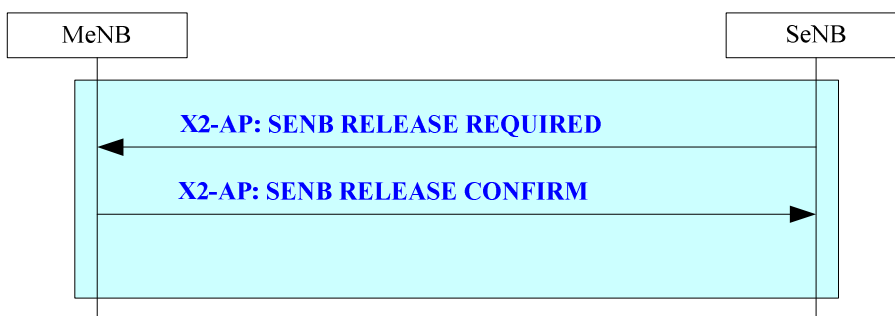 MeNB
SeNB
X2-AP: SENB RELEASE REQUIRED
X2-AP: SENB RELEASE CONFIRM